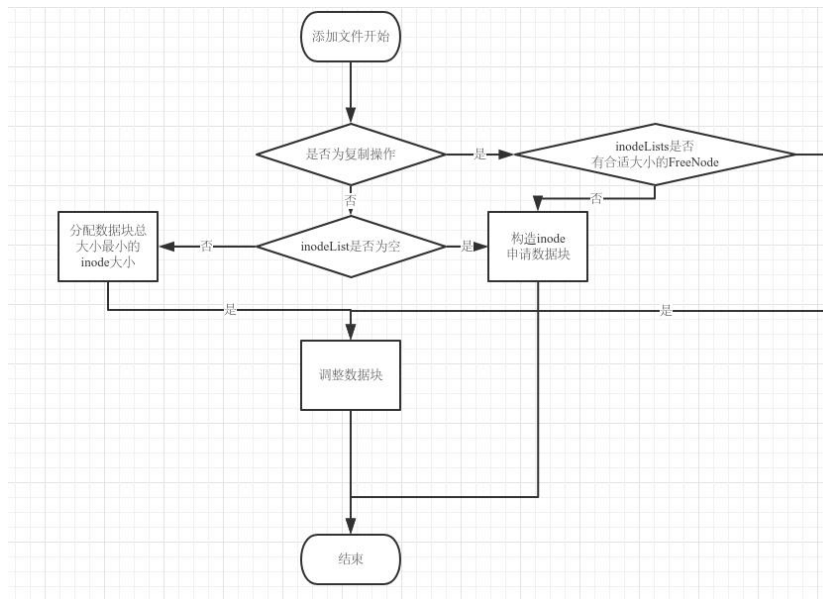 添加文件开始
是否为复制操作
是
inodeLists是否
有合适大小的FreeNode
否
否
分配数据块总
大小最小的
inode大小
否
inodeList是否为空
是
构造inode
申请数据块
是
是
调整数据块
结束